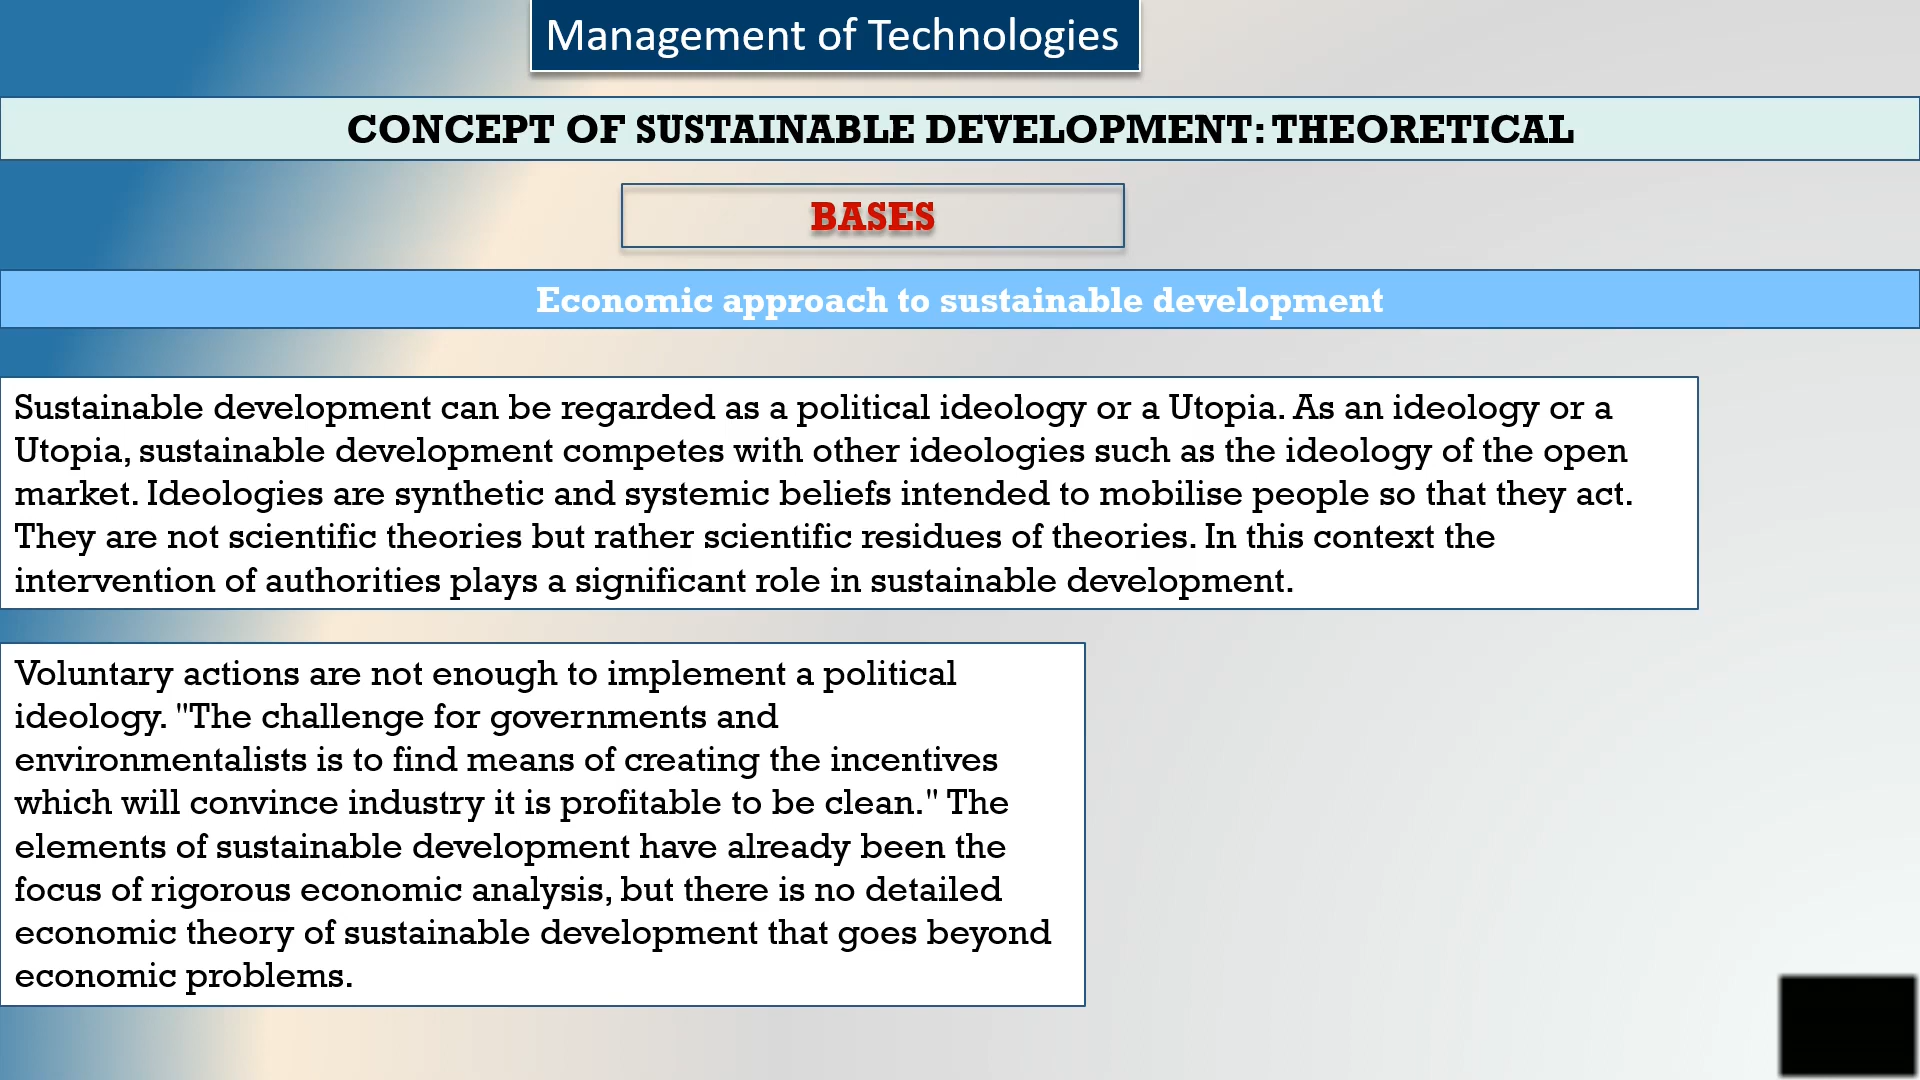 Management of Technologies
CONCEPT OF SUSTAINABLE DEVELOPMENT: THEORETICAL
BASES
Economic approach to sustainable development
Sustainable development can be regarded as a political ideology or a Utopia. As an ideology or a
Utopia, sustainable development competes with other ideologies such as the ideology of the open
market. Ideologies are synthetic and systemic beliefs intended to mobilise people so that they act.
They are not scientific theories but rather scientific residues of theories. In this context the
intervention of authorities plays a significant role in sustainable development.
Voluntary actions are not enough to implement a political
ideology. "The challenge for governments and
environmentalists is to find means of creating the incentives
which will convince industry it is profitable to be clean." The
elements of sustainable development have already been the
focus of rigorous economic analysis, but there is no detailed
economic theory of sustainable development that goes beyond
economic problems.